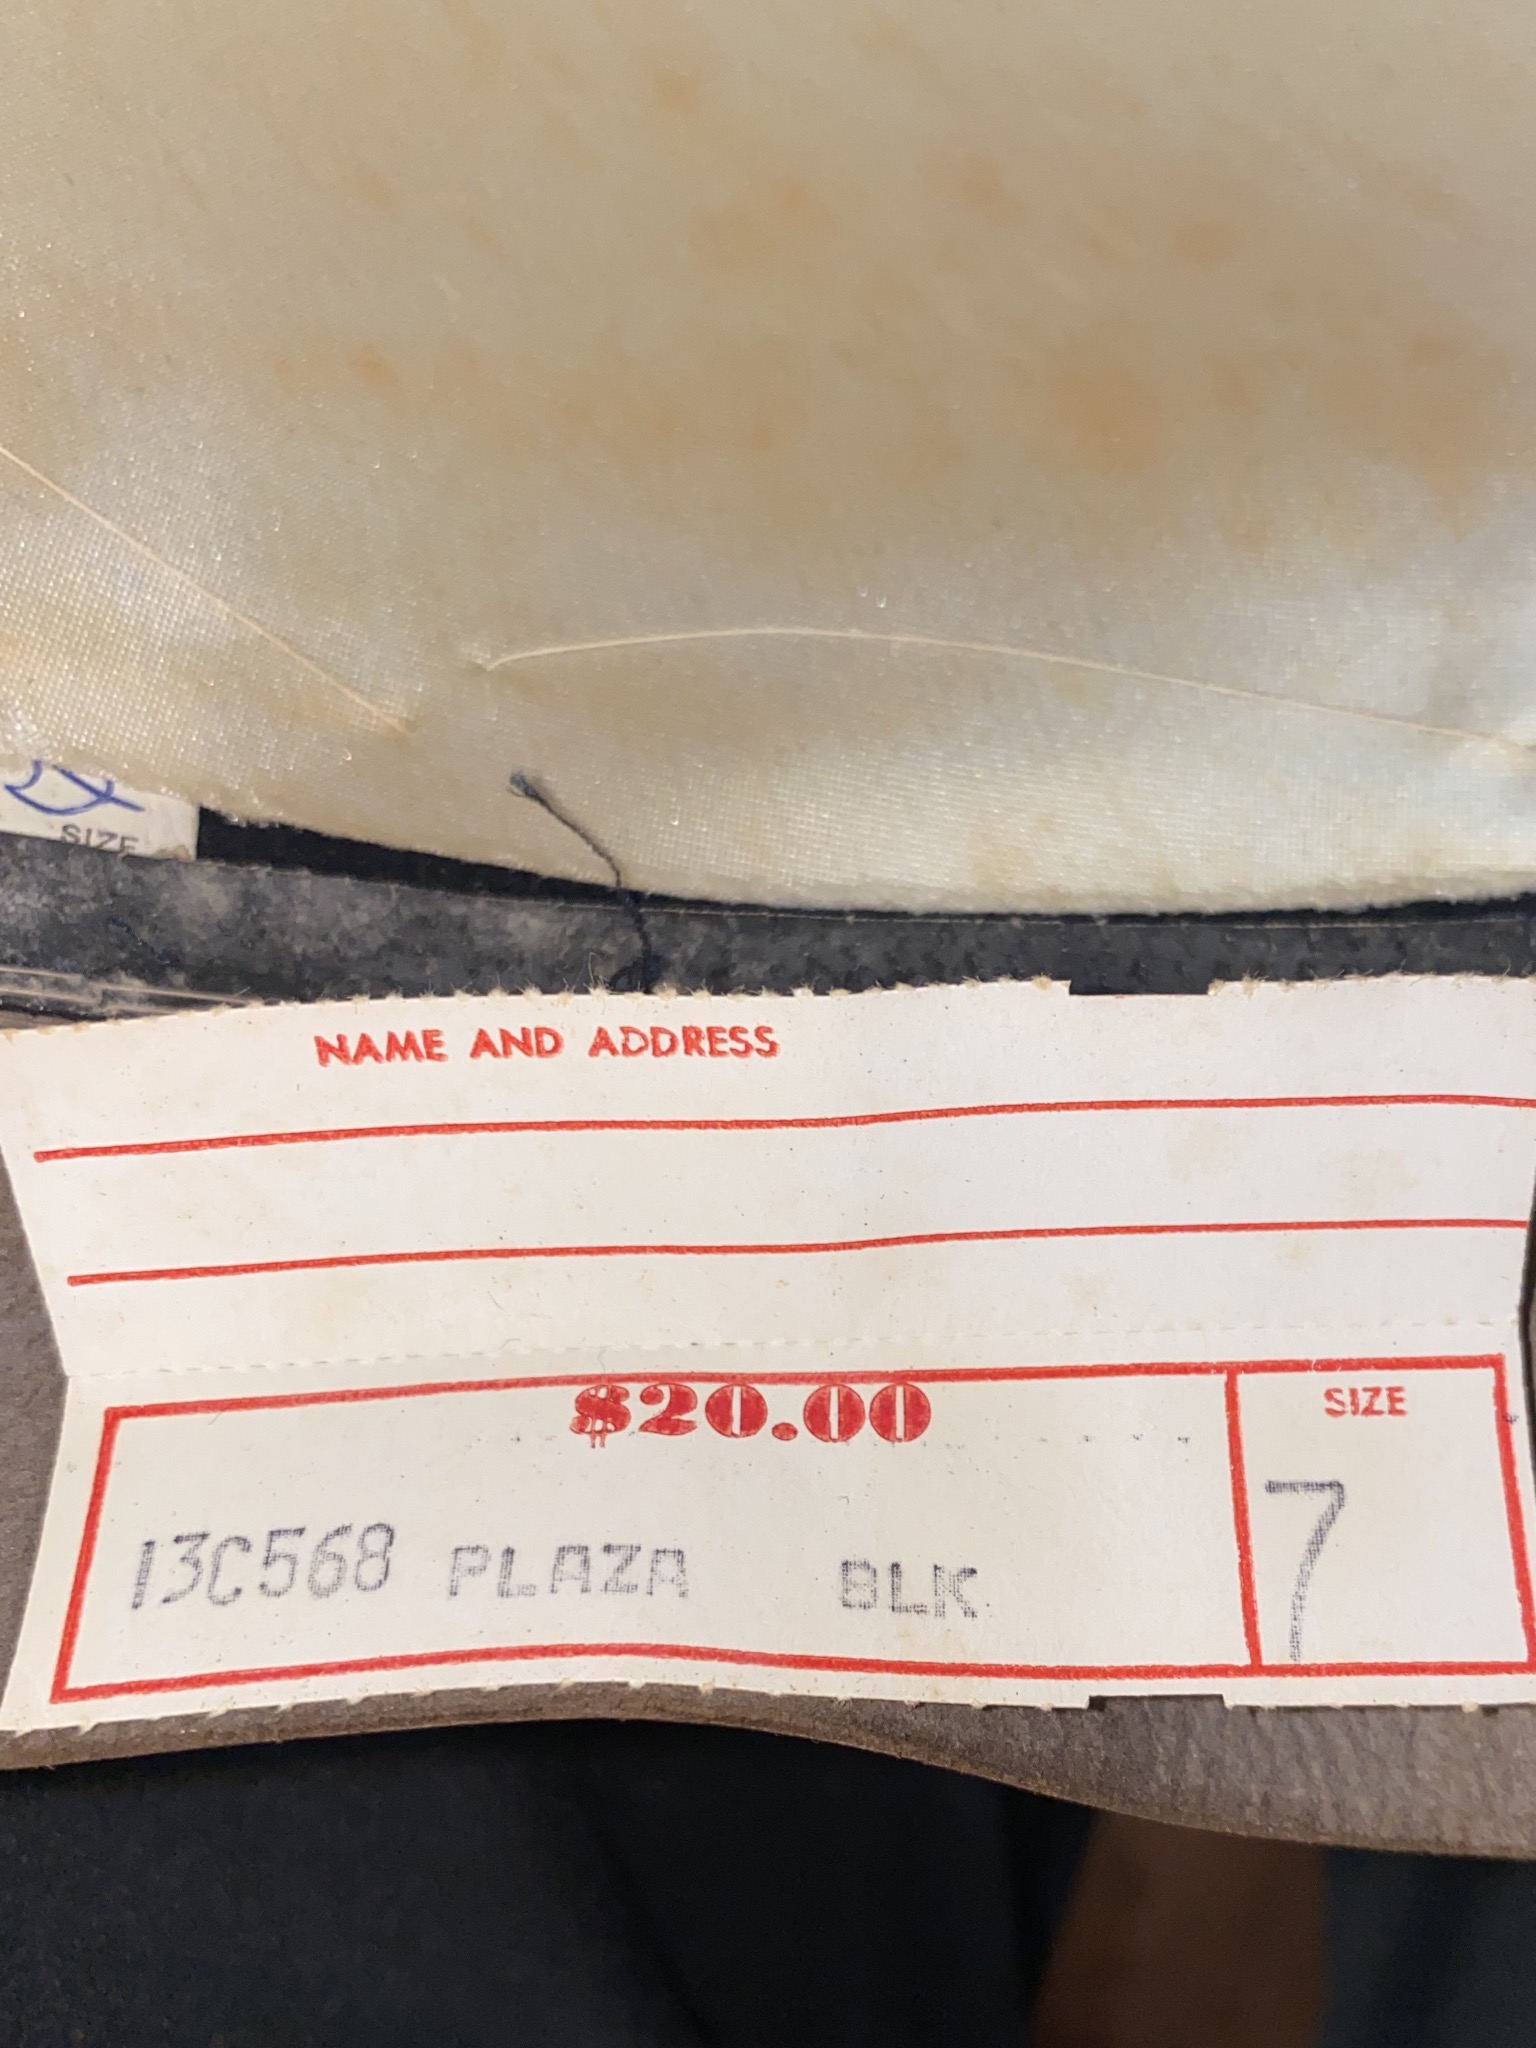 SIZE
NAME AND ADDRESS
$20.00
SIZE
13C568 PLAZA BLK
7